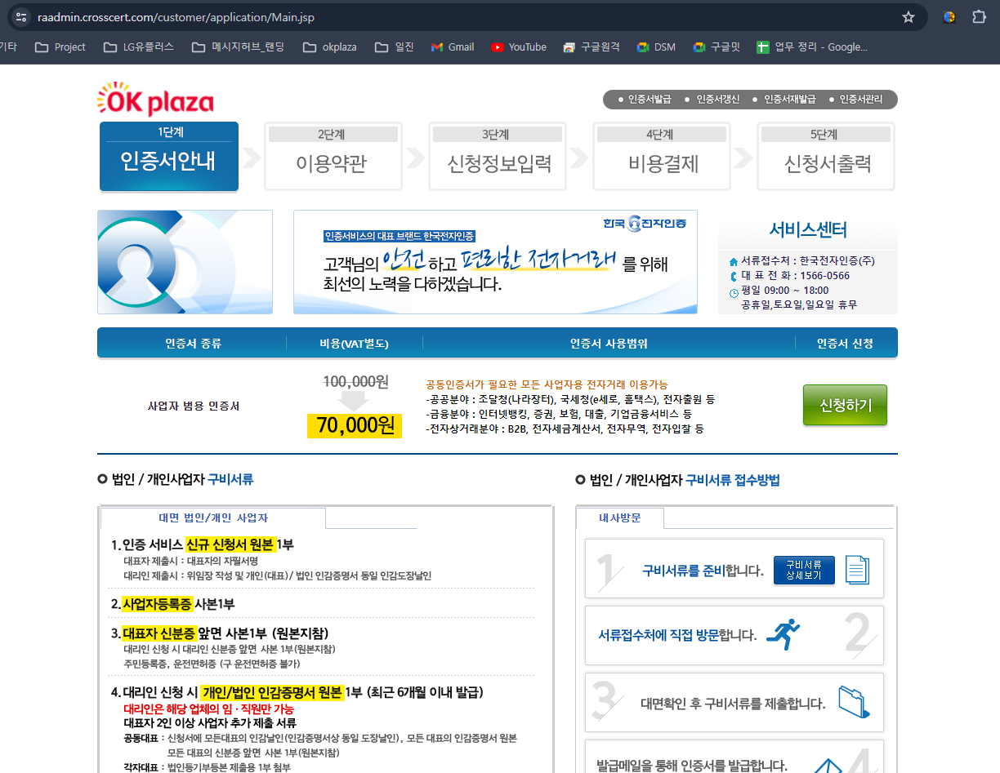 raadmin.crosscert.com/customer/application/Main.jsp
기타 Project LG유플러스 메시지허브_랜딩 okplaza 일진 Gmail YouTube 구글원격 DSM 구글밋 업무 정리 - Google...
OK plaza
인증서발급 인증서갱신 인증서재발급 인증서관리
1단계 2단계 3단계 4단계 5단계
인증서안내 이용약관 신청정보입력 비용결제 신청서출력
한국전자인증
인증서비스의 대표 브랜드 한국전자인증
고객님의 안전 하고 편리한 전자거래 를 위해
최선의 노력을 다하겠습니다.
서비스센터
서류접수처 : 한국전자인증(주)
대 표 전 화 : 1566-0566
평일 09:00 ~ 18:00
공휴일,토요일,일요일 휴무
인증서 종류 비용(VAT별도) 인증서 사용범위 인증서 신청
사업자 범용 인증서
100,000원
70,000원
공동인증서가 필요한 모든 사업자용 전자거래 이용가능
-공공분야 : 조달청(나라장터), 국세청(e세로, 홈택스), 전자출원 등
-금융분야 : 인터넷뱅킹, 증권, 보험, 대출, 기업금융서비스 등
-전자상거래분야 : B2B, 전자세금계산서, 전자무역, 전자입찰 등
신청하기
법인 / 개인사업자 구비서류
대면 법인/개인 사업자
1.인증 서비스 신규 신청서 원본 1부
대표자 제출시 : 대표자의 자필서명
대리인 제출시 : 위임장 작성 및 개인(대표)/ 법인 인감증명서 동일 인감도장날인
2.사업자등록증 사본1부
3.대표자 신분증 앞면 사본1부 (원본지참)
대리인 신청 시 대리인 신분증 앞면 사본 1부(원본지참)
주민등록증, 운전면허증 (구 운전면허증 불가)
4.대리인 신청 시 개인/법인 인감증명서 원본 1부 (최근 6개월 이내 발급)
대리인은 해당 업체의 임·직원만 가능
대표자 2인 이상 사업자 추가 제출 서류
공동대표 : 신청서에 모든대표의 인감날인(인감증명서상 동일 도장날인), 모든 대표의 인감증명서 원본
모든 대표의 신분증 앞면 사본 1부(원본지참)
각자대표 : 법인등기부등본 제출용 1부 첨부
법인 / 개인사업자 구비서류 접수방법
내사방문
1 구비서류를 준비합니다.
구비서류
상세보기
서류접수처에 직접 방문합니다. 2
3 대면확인 후 구비서류를 제출합니다.
발급메일을 통해 인증서를 발급합니다. 4